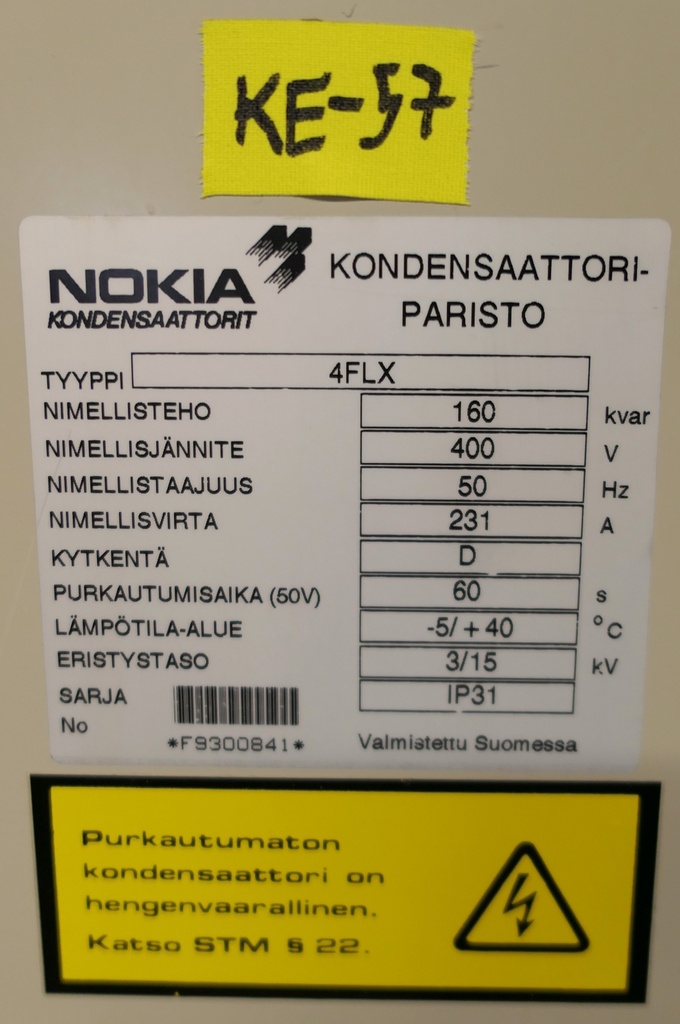 KE-57
NOKIA
KONDENSAATTORIT
KONDENSAATTORI-
PARISTO
TYYPPI 4FLX
NIMELLISTEHO 160 kvar
NIMELLISJÄNNITE 400 V
NIMELLISTAAJUUS 50 Hz
NIMELLISVIRTA 231 A
KYTKENTÄ D
PURKAUTUMISAIKA (50V) 60 s
LÄMPÖTILA-ALUE -5/ + 40 °C
ERISTYSTASO 3/15 kV
SARJA IP31
No
*F9300841* Valmistettu Suomessa
Purkautumaton
kondensaattori on
hengenvaarallinen.
Katso STM § 22.